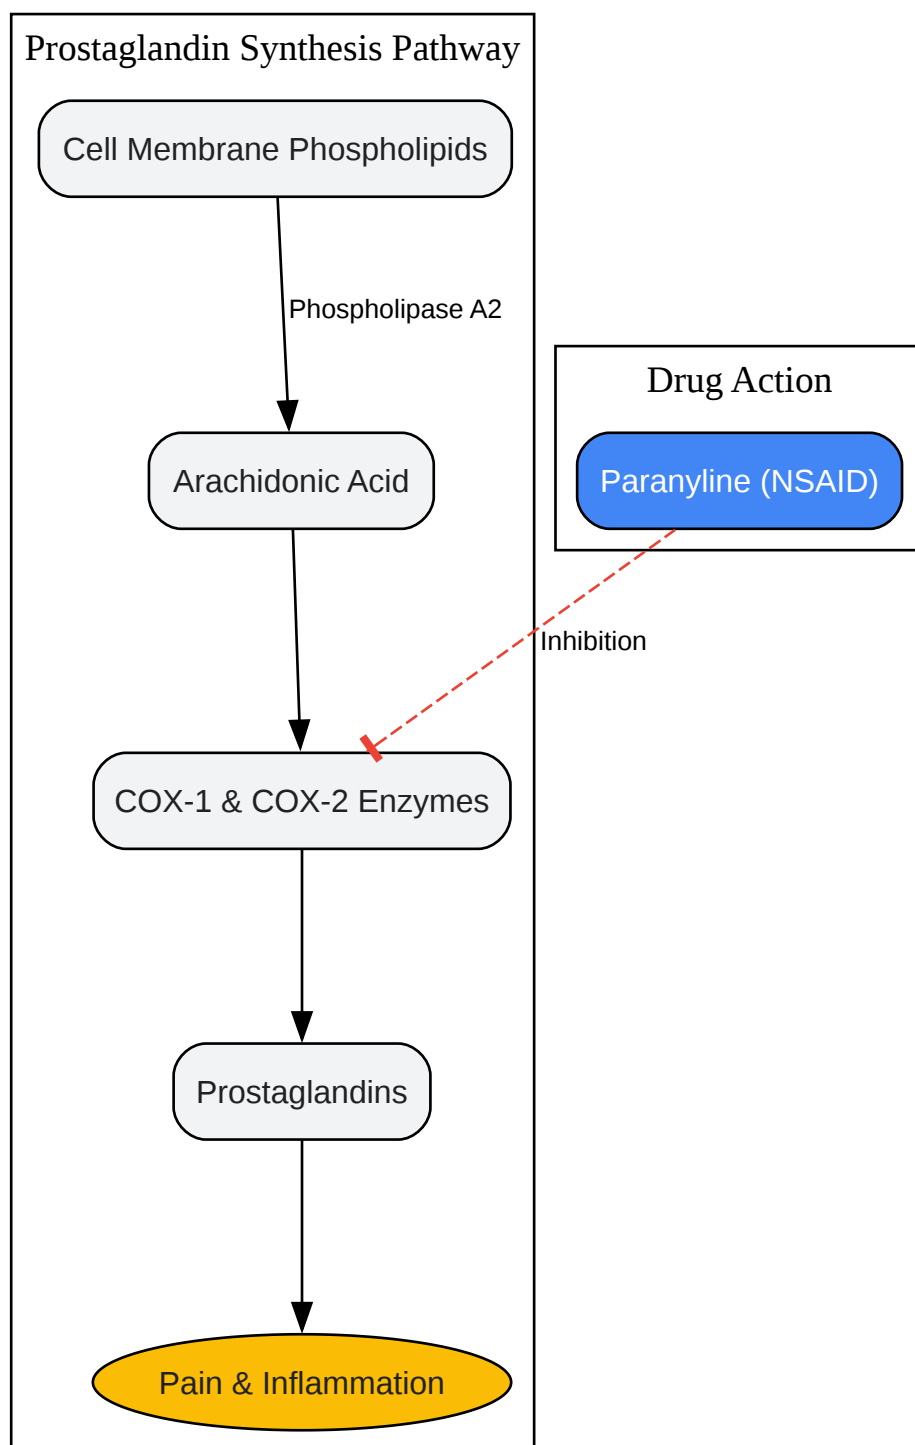 Prostaglandin Synthesis Pathway
Cell Membrane Phospholipids
Phospholipase A2
Drug Action
Arachidonic Acid
Paranyline (NSAID)
Inhibition
COX-1 & COX-2 Enzymes
Prostaglandins
Pain & Inflammation